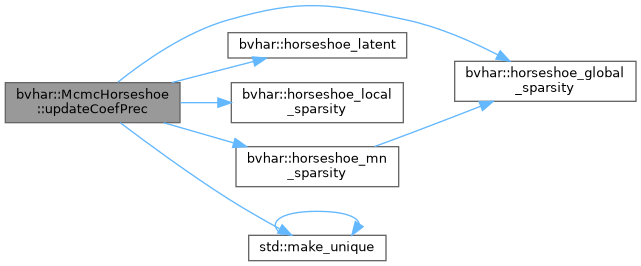 bvhar::McmcHorseshoe
::updateCoefPrec
bvhar::horseshoe_latent
bvhar::horseshoe_local
_sparsity
bvhar::horseshoe_mn
_sparsity
std::make_unique
bvhar::horseshoe_global
_sparsity